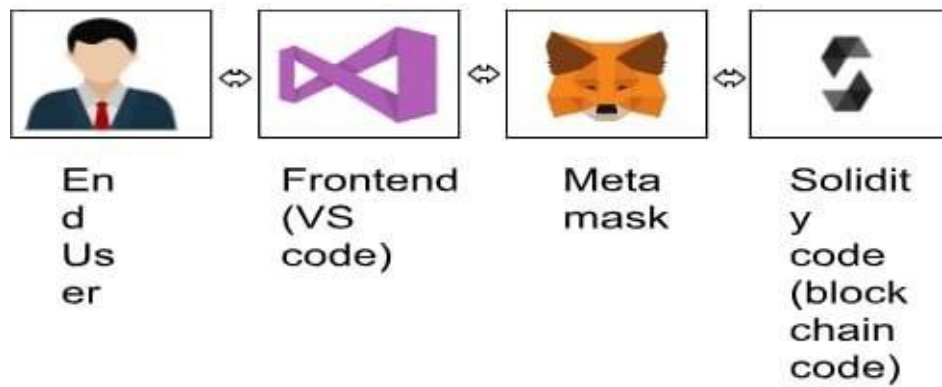 En
d
Us
er
Frontend
(VS
code)
Meta
mask
Solidit
y
code
(block
chain
code)